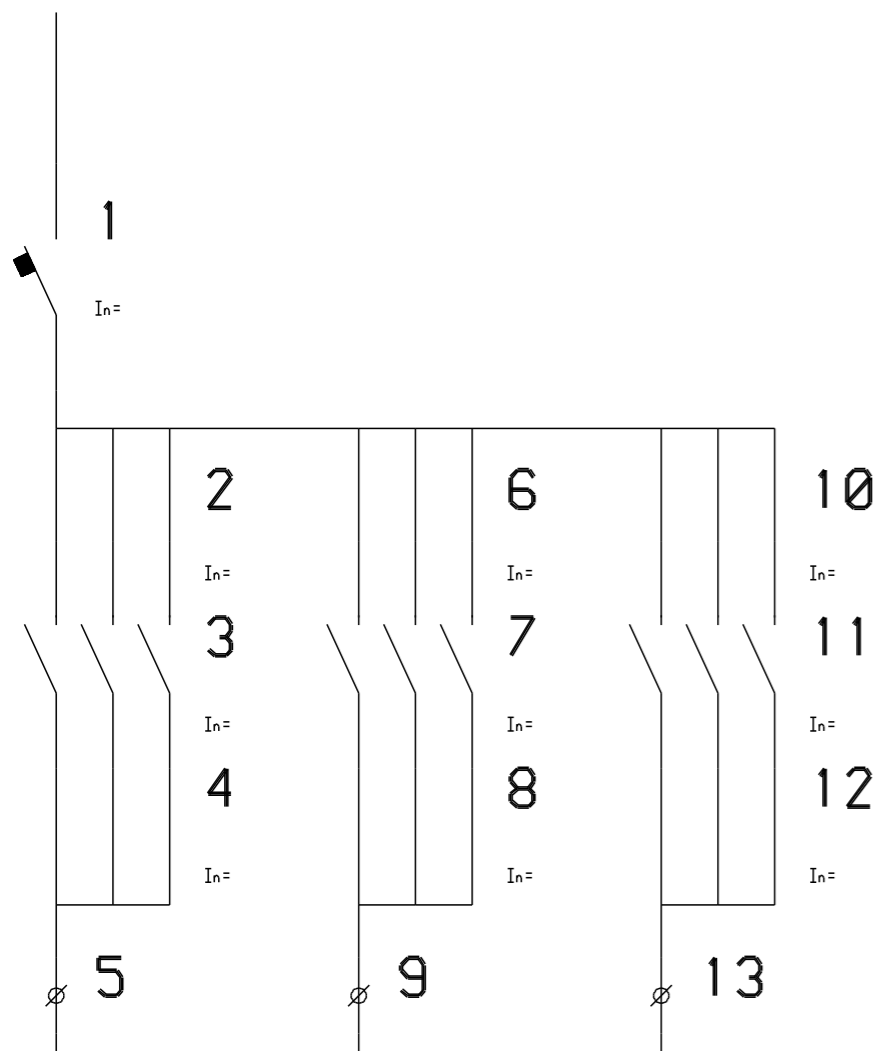 1
In=
2 6 10
In= In= In=
3 7 11
In= In= In=
4 8 12
In= In= In=
5 9 13